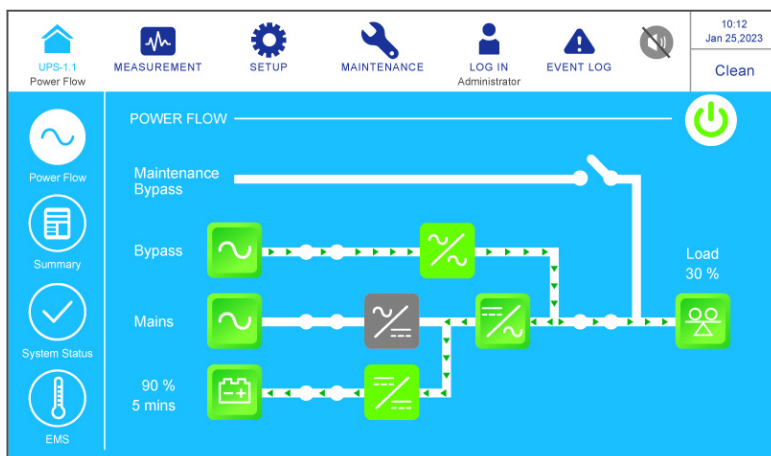 UPS-1.1
Power Flow
MEASUREMENT
SETUP
MAINTENANCE
LOG IN
Administrator
EVENT LOG
10:12
Jan 25,2023
Clean
Power Flow
Summary
System Status
EMS
POWER FLOW
Maintenance
Bypass
Bypass
Mains
90 %
5 mins
Load
30 %